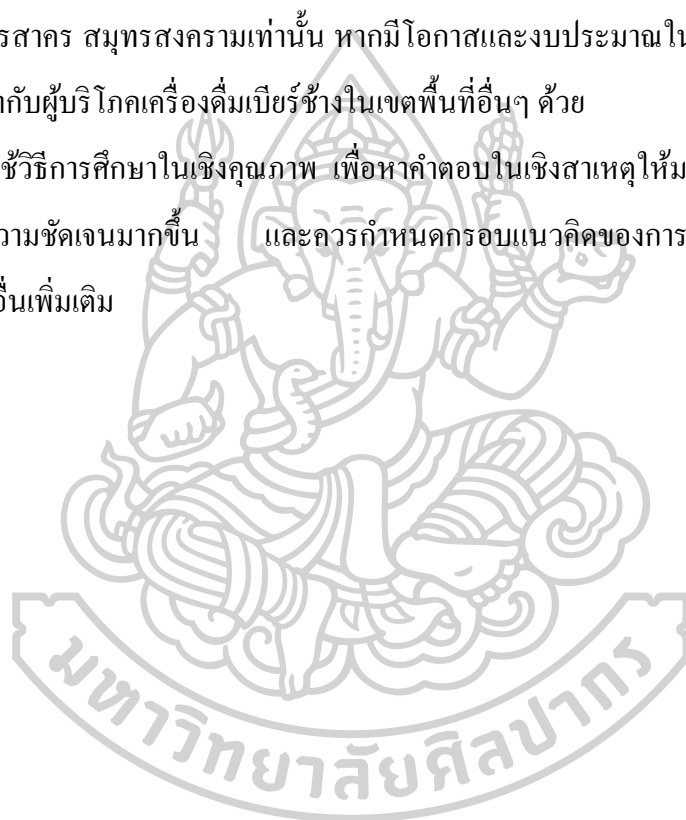 รสาคร สมุทรสงครามเท่านั้น หากมีโอกาสและงบประมาณใน
ากับผู้บริโภคเครื่องดื่มเบียร์ช้างในเขตพื้นที่อื่นๆ ด้วย
ช้วิธีการศึกษาในเชิงคุณภาพ เพื่อหาคำตอบในเชิงสาเหตุให้ม
วามชัดเจนมากขึ้น และควรกำหนดกรอบแนวคิดของการ
อื่นเพิ่มเติม
มหาวิทยาลัยศิลปากร